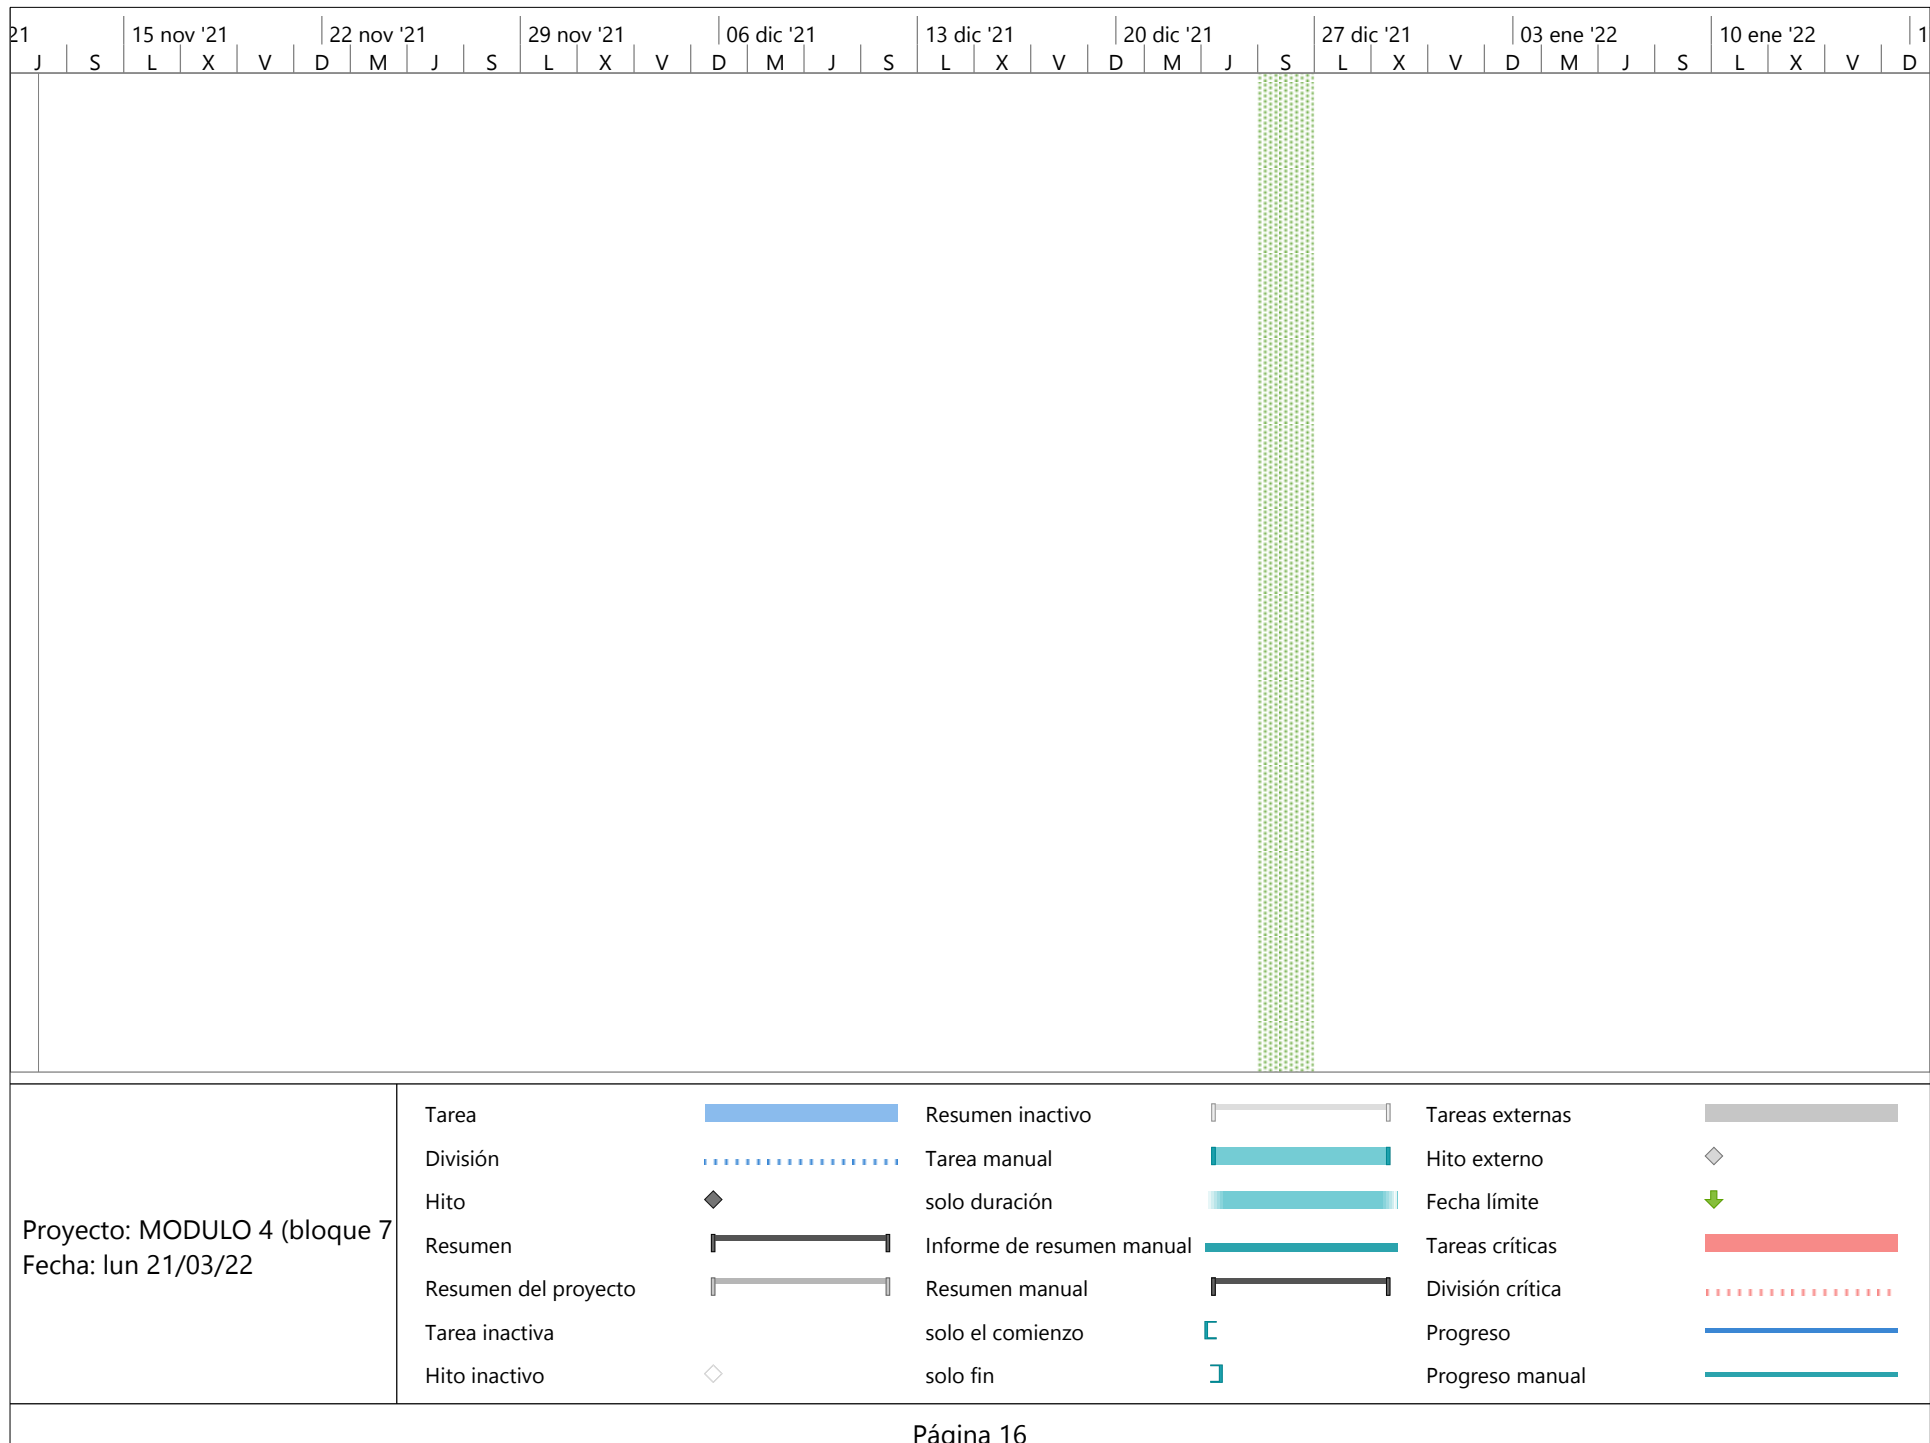 21 15 nov '21 22 nov '21 29 nov '21 06 dic '21 13 dic '21 20 dic '21 27 dic '21 03 ene '22 10 ene '22 1
J S L X V D M J S L X V D M J S L X V D M J S L X V D M J S L X V D
Proyecto: MODULO 4 (bloque 7
Fecha: lun 21/03/22
Tarea
División
Hito
Resumen
Resumen del proyecto
Tarea inactiva
Hito inactivo
Resumen inactivo
Tarea manual
solo duración
Informe de resumen manual
Resumen manual
solo el comienzo
solo fin
Tareas externas
Hito externo
Fecha límite
Tareas críticas
División crítica
Progreso
Progreso manual
Página 16